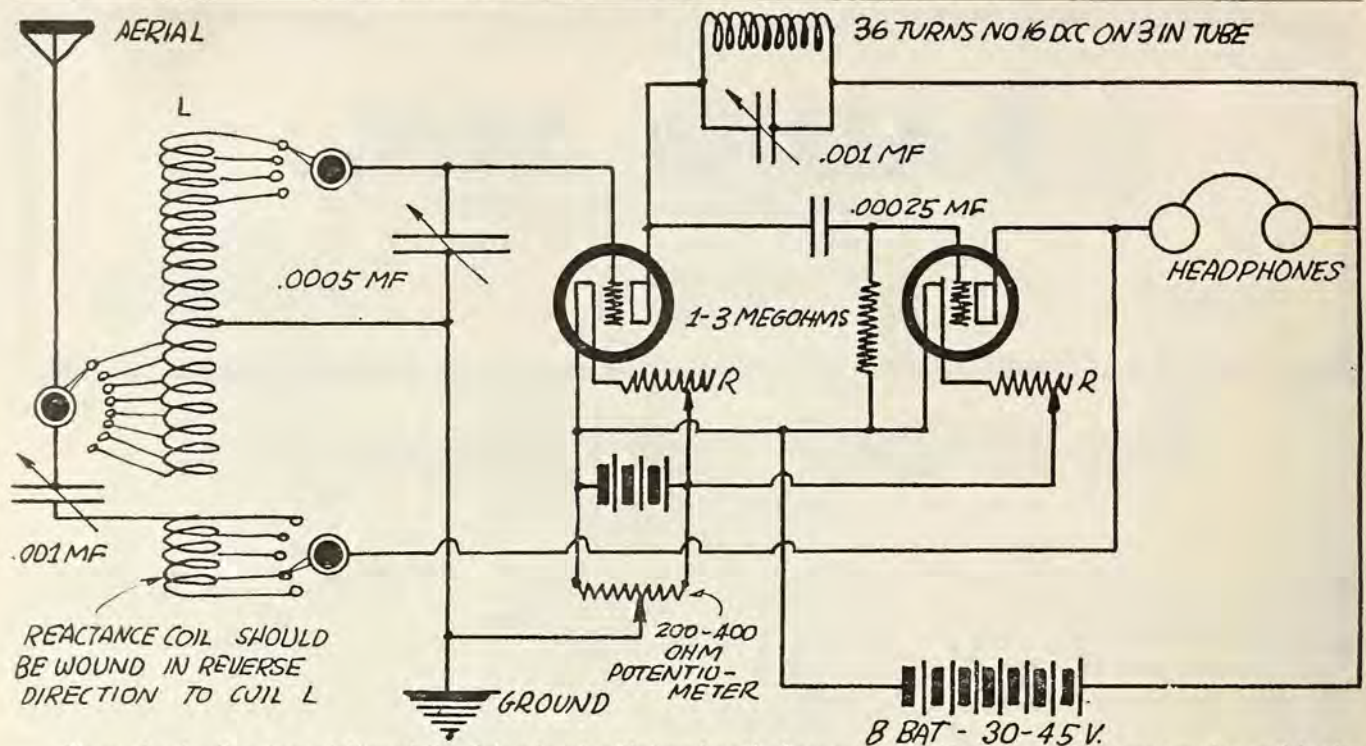 AERIAL
36 TURNS NO 16 DCC ON 3 IN TUBE
L
.001 MF
.00025 MF
.0005 MF
HEADPHONES
1-3 MEGOHMS
R
R
.001 MF
REACTANCE COIL SHOULD
BE WOUND IN REVERSE
DIRECTION TO COIL L
200-400
OHM
POTENTIO-
METER
GROUND
B BAT - 30-45 V.